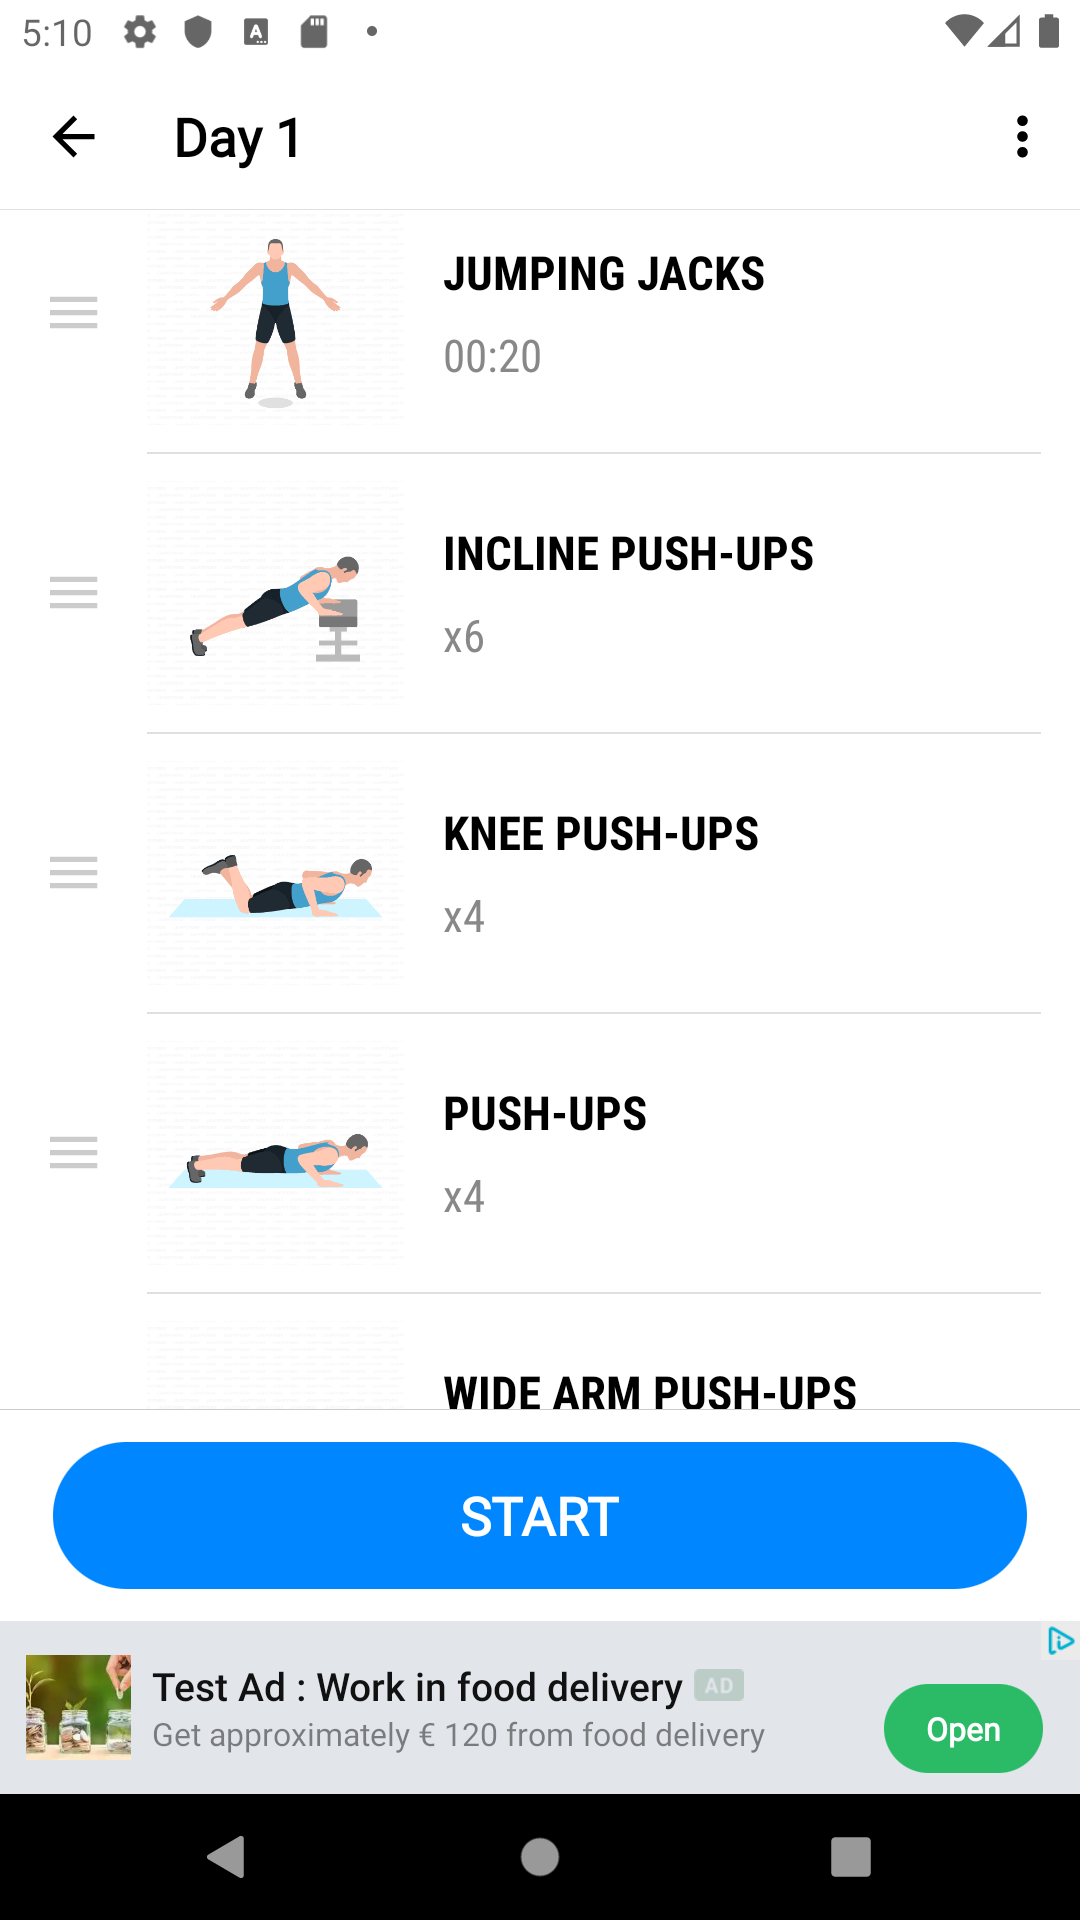 5:10
Day 1
JUMPING JACKS
00:20
INCLINE PUSH-UPS
x6
KNEE PUSH-UPS
x4
PUSH-UPS
x4
WIDE ARM PUSH-UPS
START
Test Ad : Work in food delivery AD
Get approximately € 120 from food delivery
Open